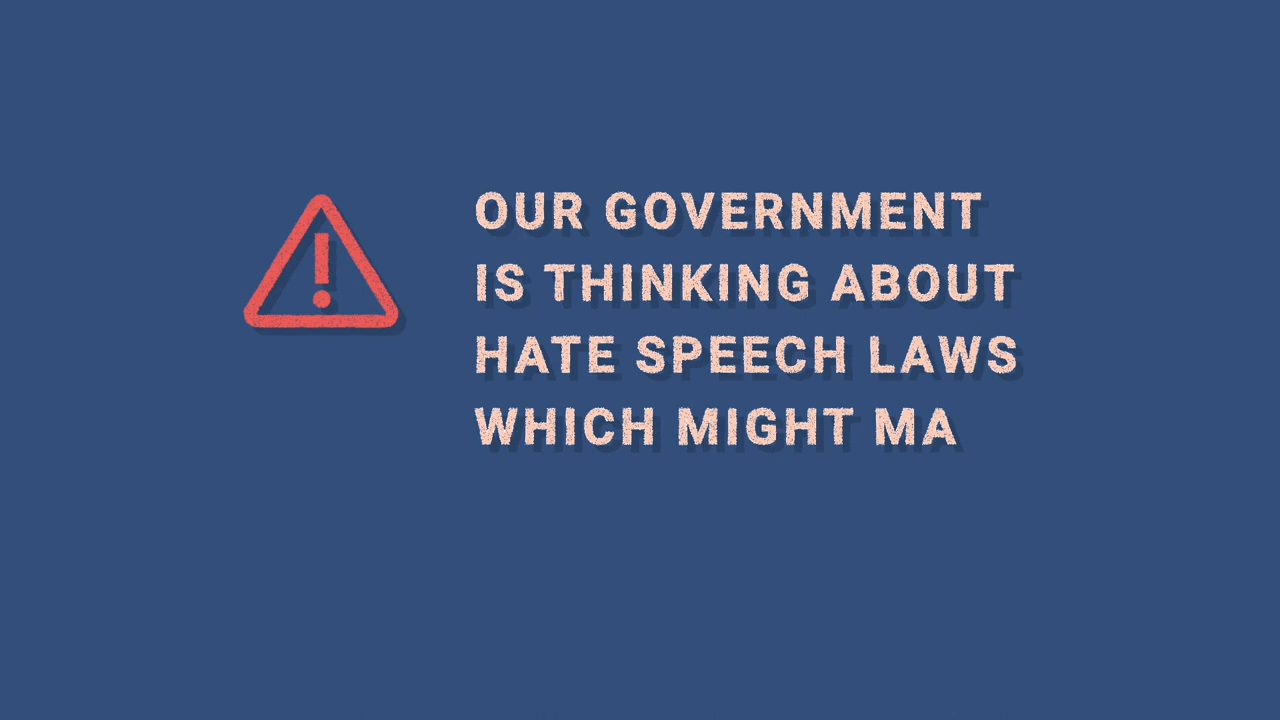 OUR GOVERNMENT
IS THINKING ABOUT
HATE SPEECH LAWS
WHICH MIGHT MA